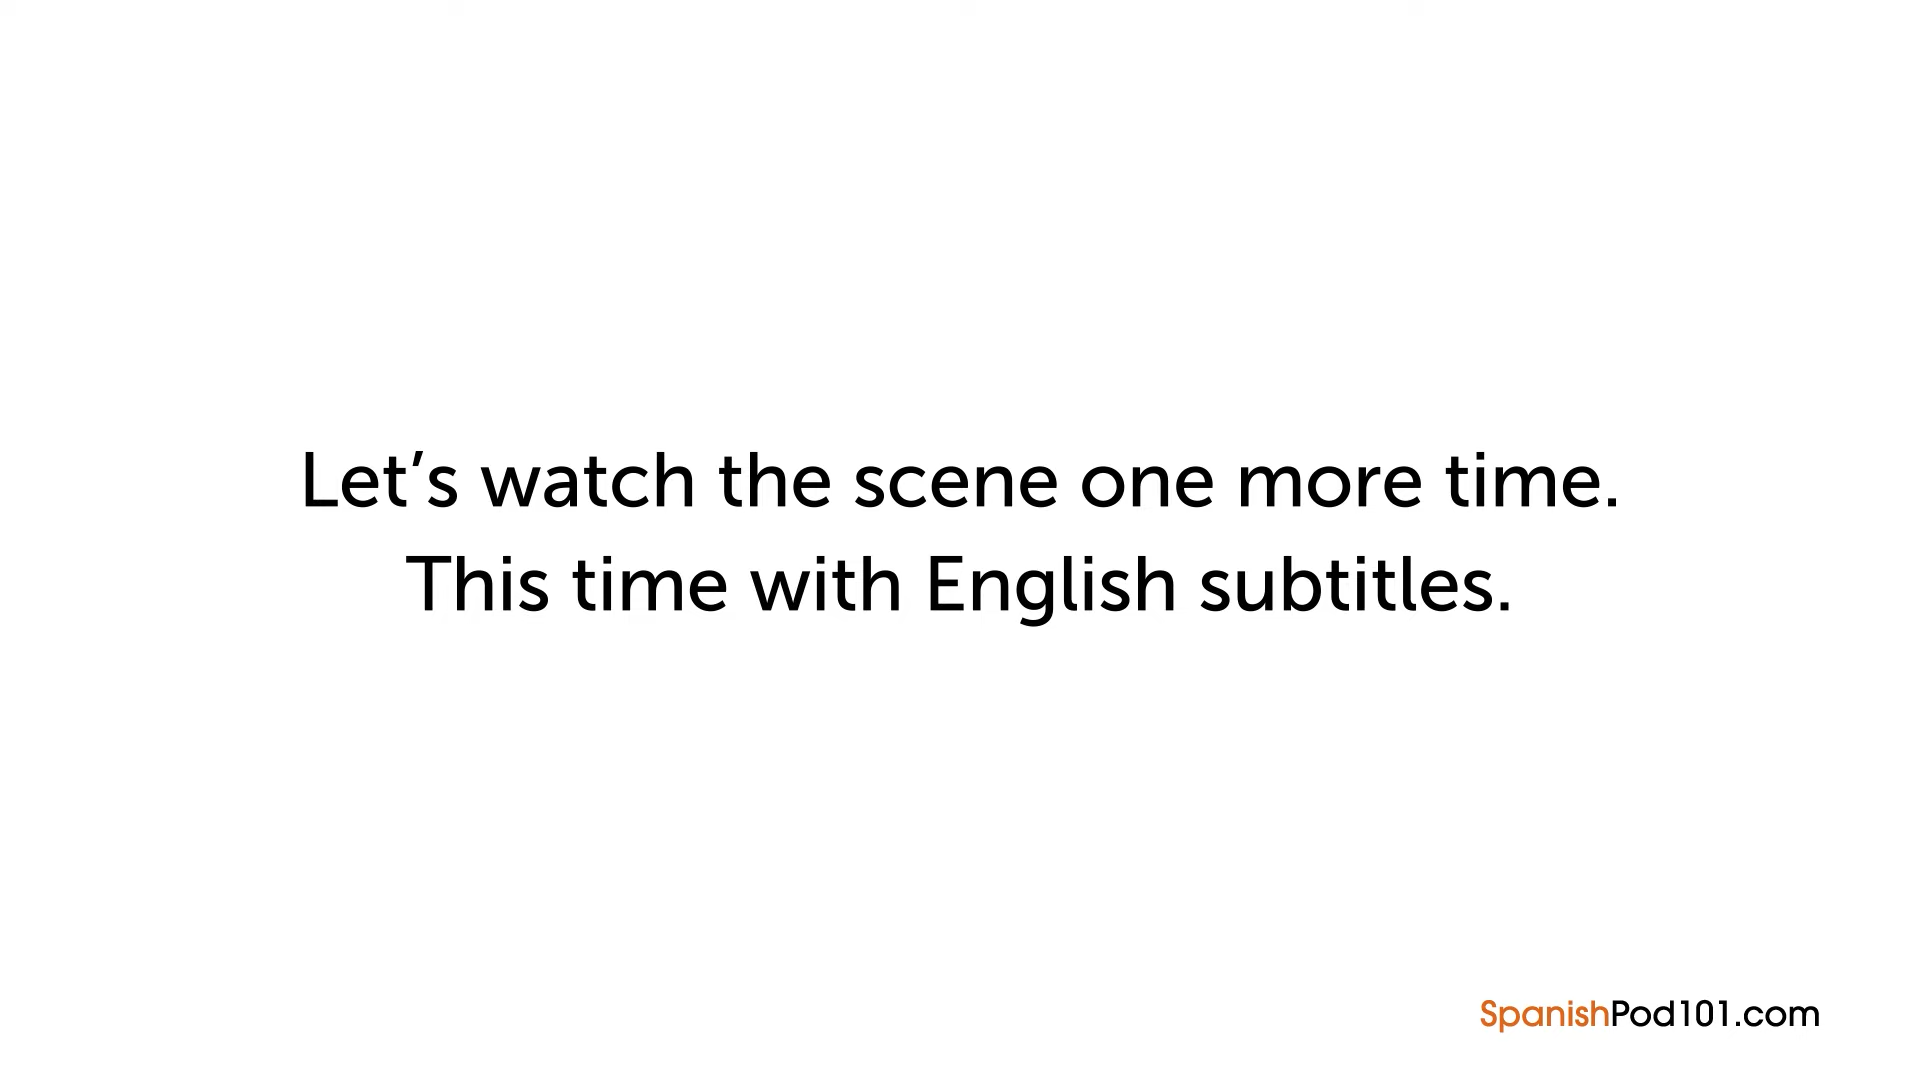 Let’s watch the scene one more time.
This time with English subtitles.
SpanishPod101.com